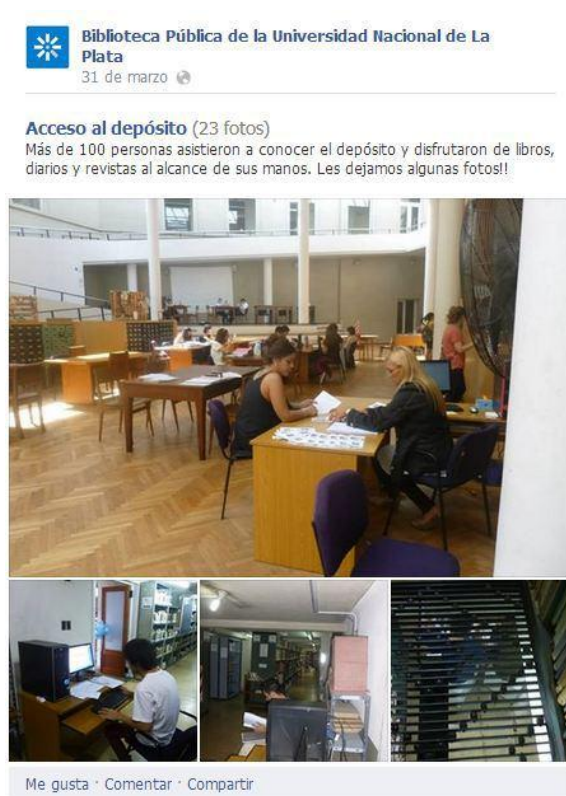 Biblioteca Pública de la Universidad Nacional de La
Plata
31 de marzo
Acceso al depósito (23 fotos)
Más de 100 personas asistieron a conocer el depósito y disfrutaron de libros,
diarios y revistas al alcance de sus manos. Les dejamos algunas fotos!!
Me gusta · Comentar · Compartir